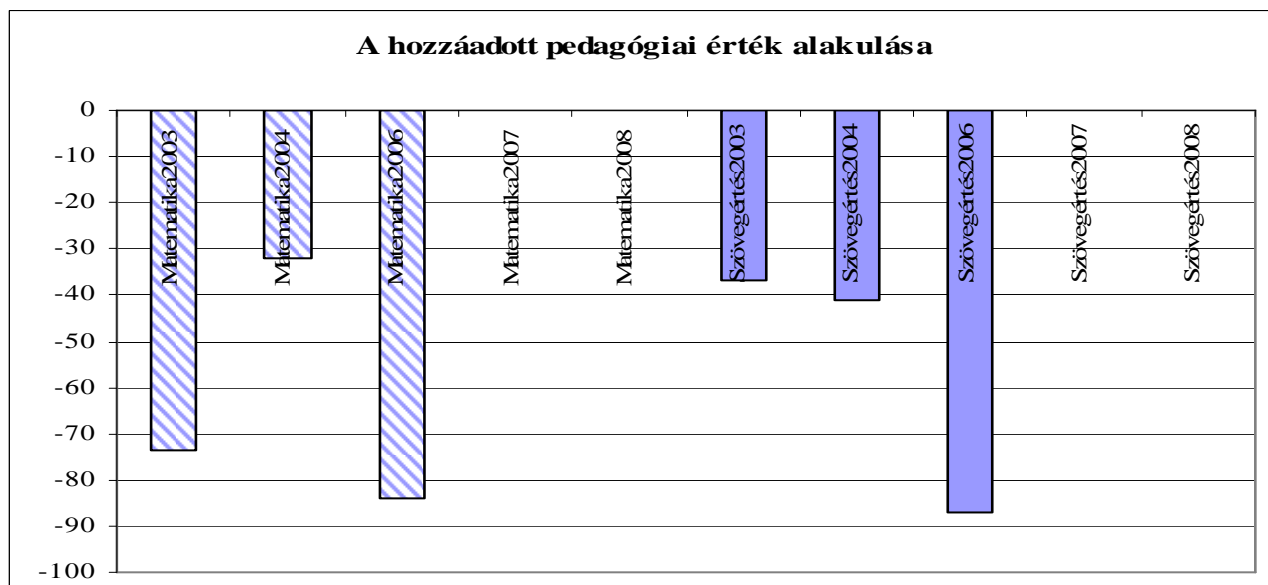 A hozzáadott pedagógiai érték alakulása
0
-10
-20
-30
-40
-50
-60
-70
-80
-90
-100
Matematika2003
Matematika2004
Matematika2006
Matematika2007
Matematika2008
Szövegértés2003
Szövegértés2004
Szövegértés2006
Szövegértés2007
Szövegértés2008